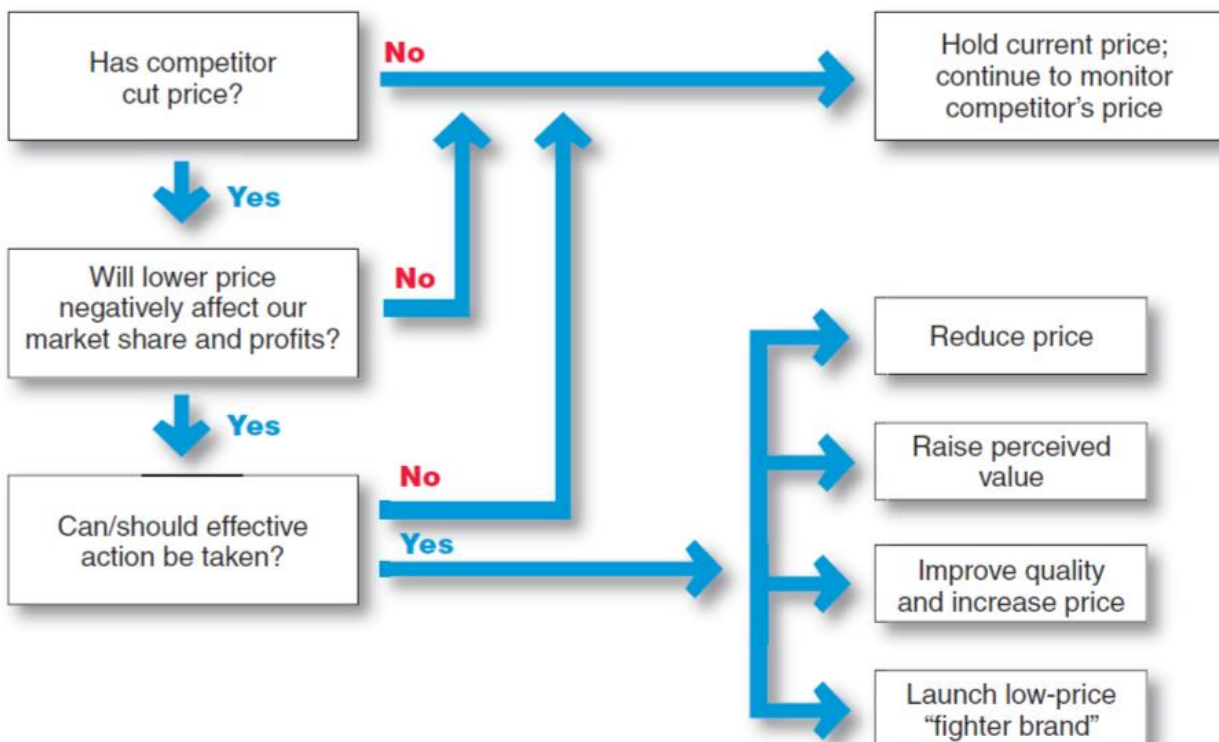 Has competitor
cut price?
No
Hold current price;
continue to monitor
competitor's price
Yes
Will lower price
negatively affect our
market share and profits?
No
Yes
Can/should effective
action be taken?
No
Yes
Reduce price
Raise perceived
value
Improve quality
and increase price
Launch low-price
“fighter brand”